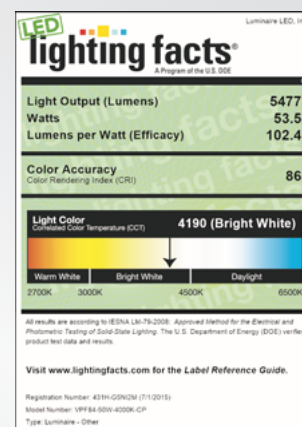 Luminaire LED, In
LED
lighting facts®
A Program of the U.S. DOE
Light Output (Lumens) 5477
Watts 53.5
Lumens per Watt (Efficacy) 102.4
Color Accuracy
Color Rendering Index (CRI) 86
Light Color
Correlated Color Temperature (CCT) 4190 (Bright White)
Warm White Bright White Daylight
2700K 3000K 4500K 6500K
All results are according to IESNA LM-79-2008: Approved Method for the Electrical and
Photometric Testing of Solid-State Lighting. The U.S. Department of Energy (DOE) verifie
product test data and results.
Visit www.lightingfacts.com for the Label Reference Guide.
Registration Number: 431H-G5NI2M (7/1/2015)
Model Number: VPF84-50W-4000K-CP
Type: Luminaire - Other